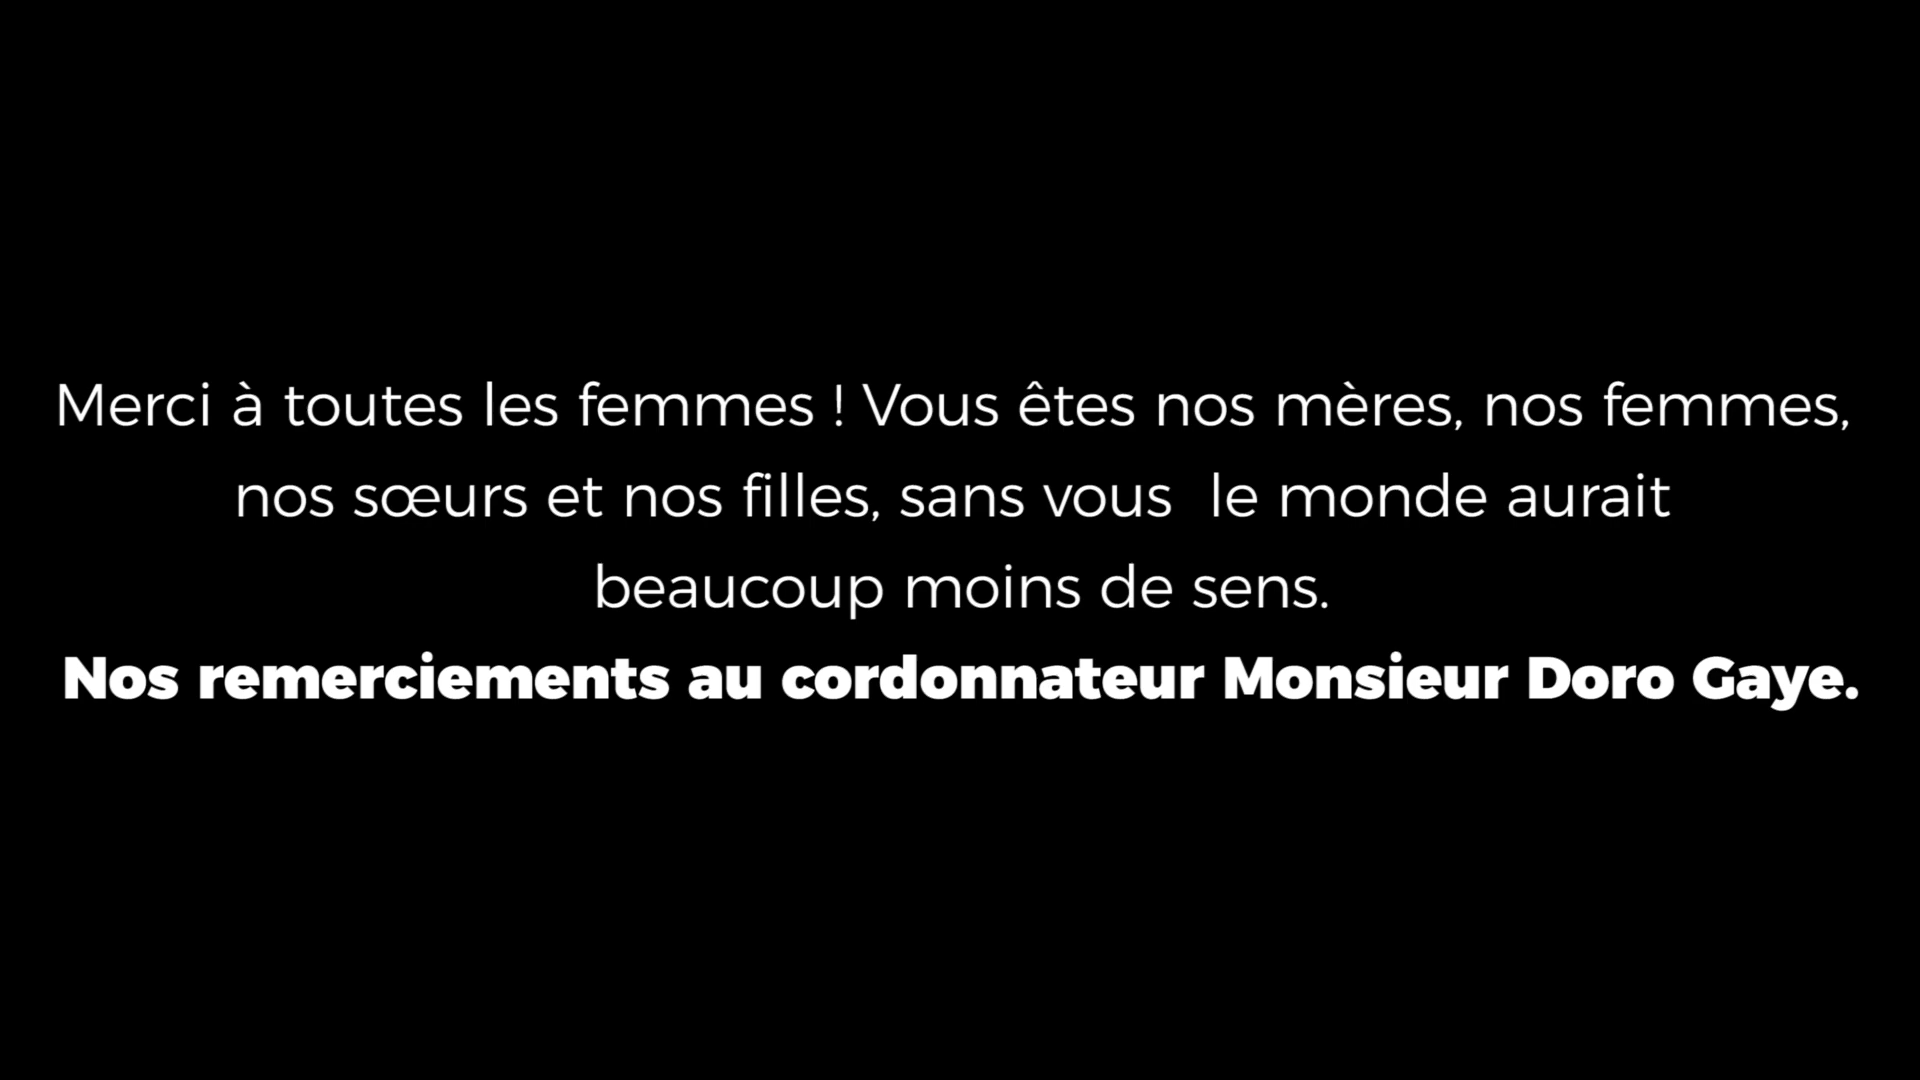 Merci à toutes les femmes ! Vous êtes nos mères, nos femmes,
nos sœurs et nos filles, sans vous  le monde aurait
beaucoup moins de sens.
Nos remerciements au cordonnateur Monsieur Doro Gaye.